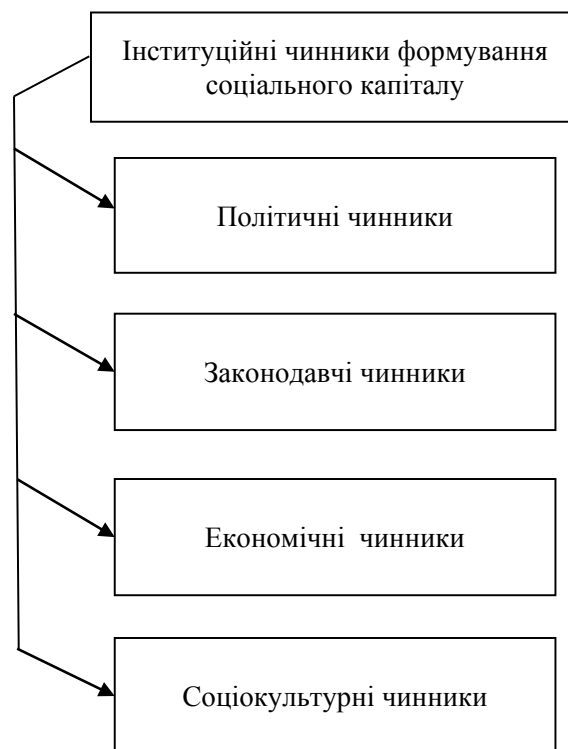 Інституційні чинники формування
соціального капіталу
Політичні чинники
Законодавчі чинники
Економічні чинники
Соціокультурні чинники